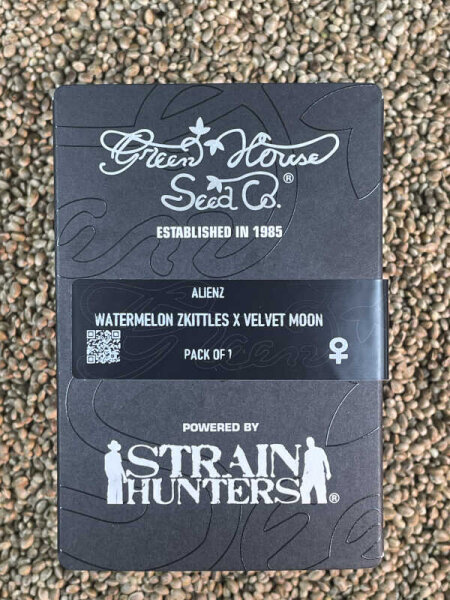 Green House
Seed Co.®
ESTABLISHED IN 1985
ALIENZ
WATERMELON ZKITTLES X VELVET MOON
PACK OF 1
POWERED BY
STRAIN
HUNTERS®